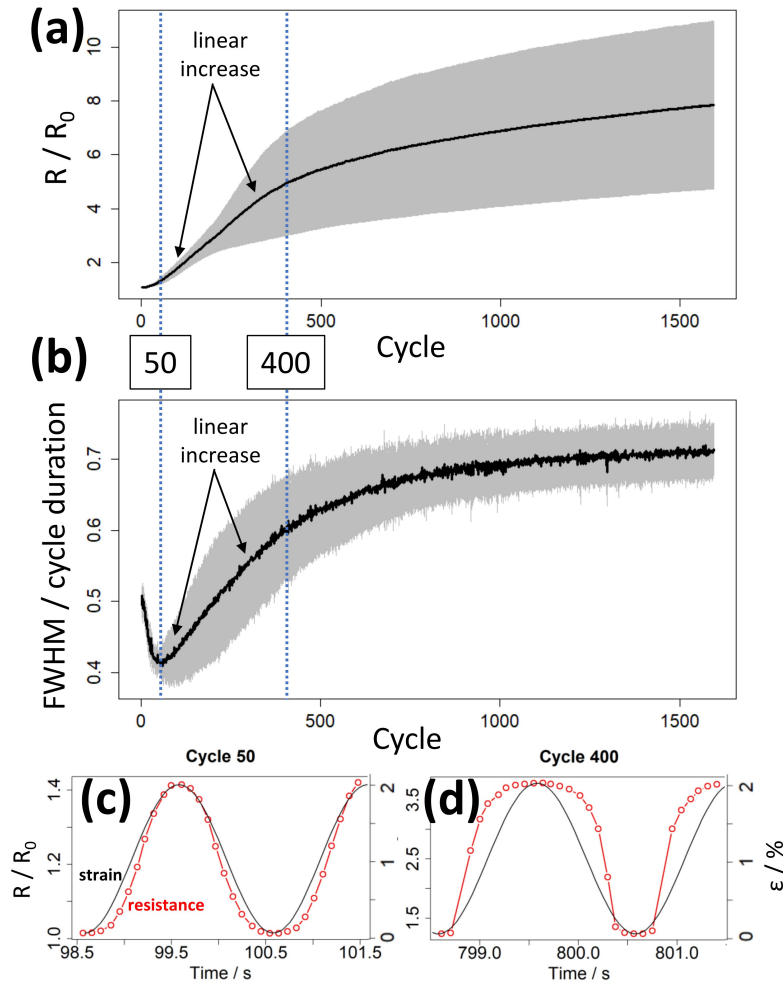 (a)
linear
increase
R / R0
10
8
6
4
2
0
500
1000
1500
Cycle
50
400
(b)
linear
increase
FWHM / cycle duration
0.7
0.6
0.5
0.4
0
500
1000
1500
Cycle
Cycle 50
Cycle 400
(c)
R / R0
1.4
1.2
1.0
strain
resistance
2
1
0
98.5
99.5
100.5
101.5
Time / s
(d)
3.5
2.5
1.5
2
1
0
ε / %
799.0
800.0
801.0
Time / s